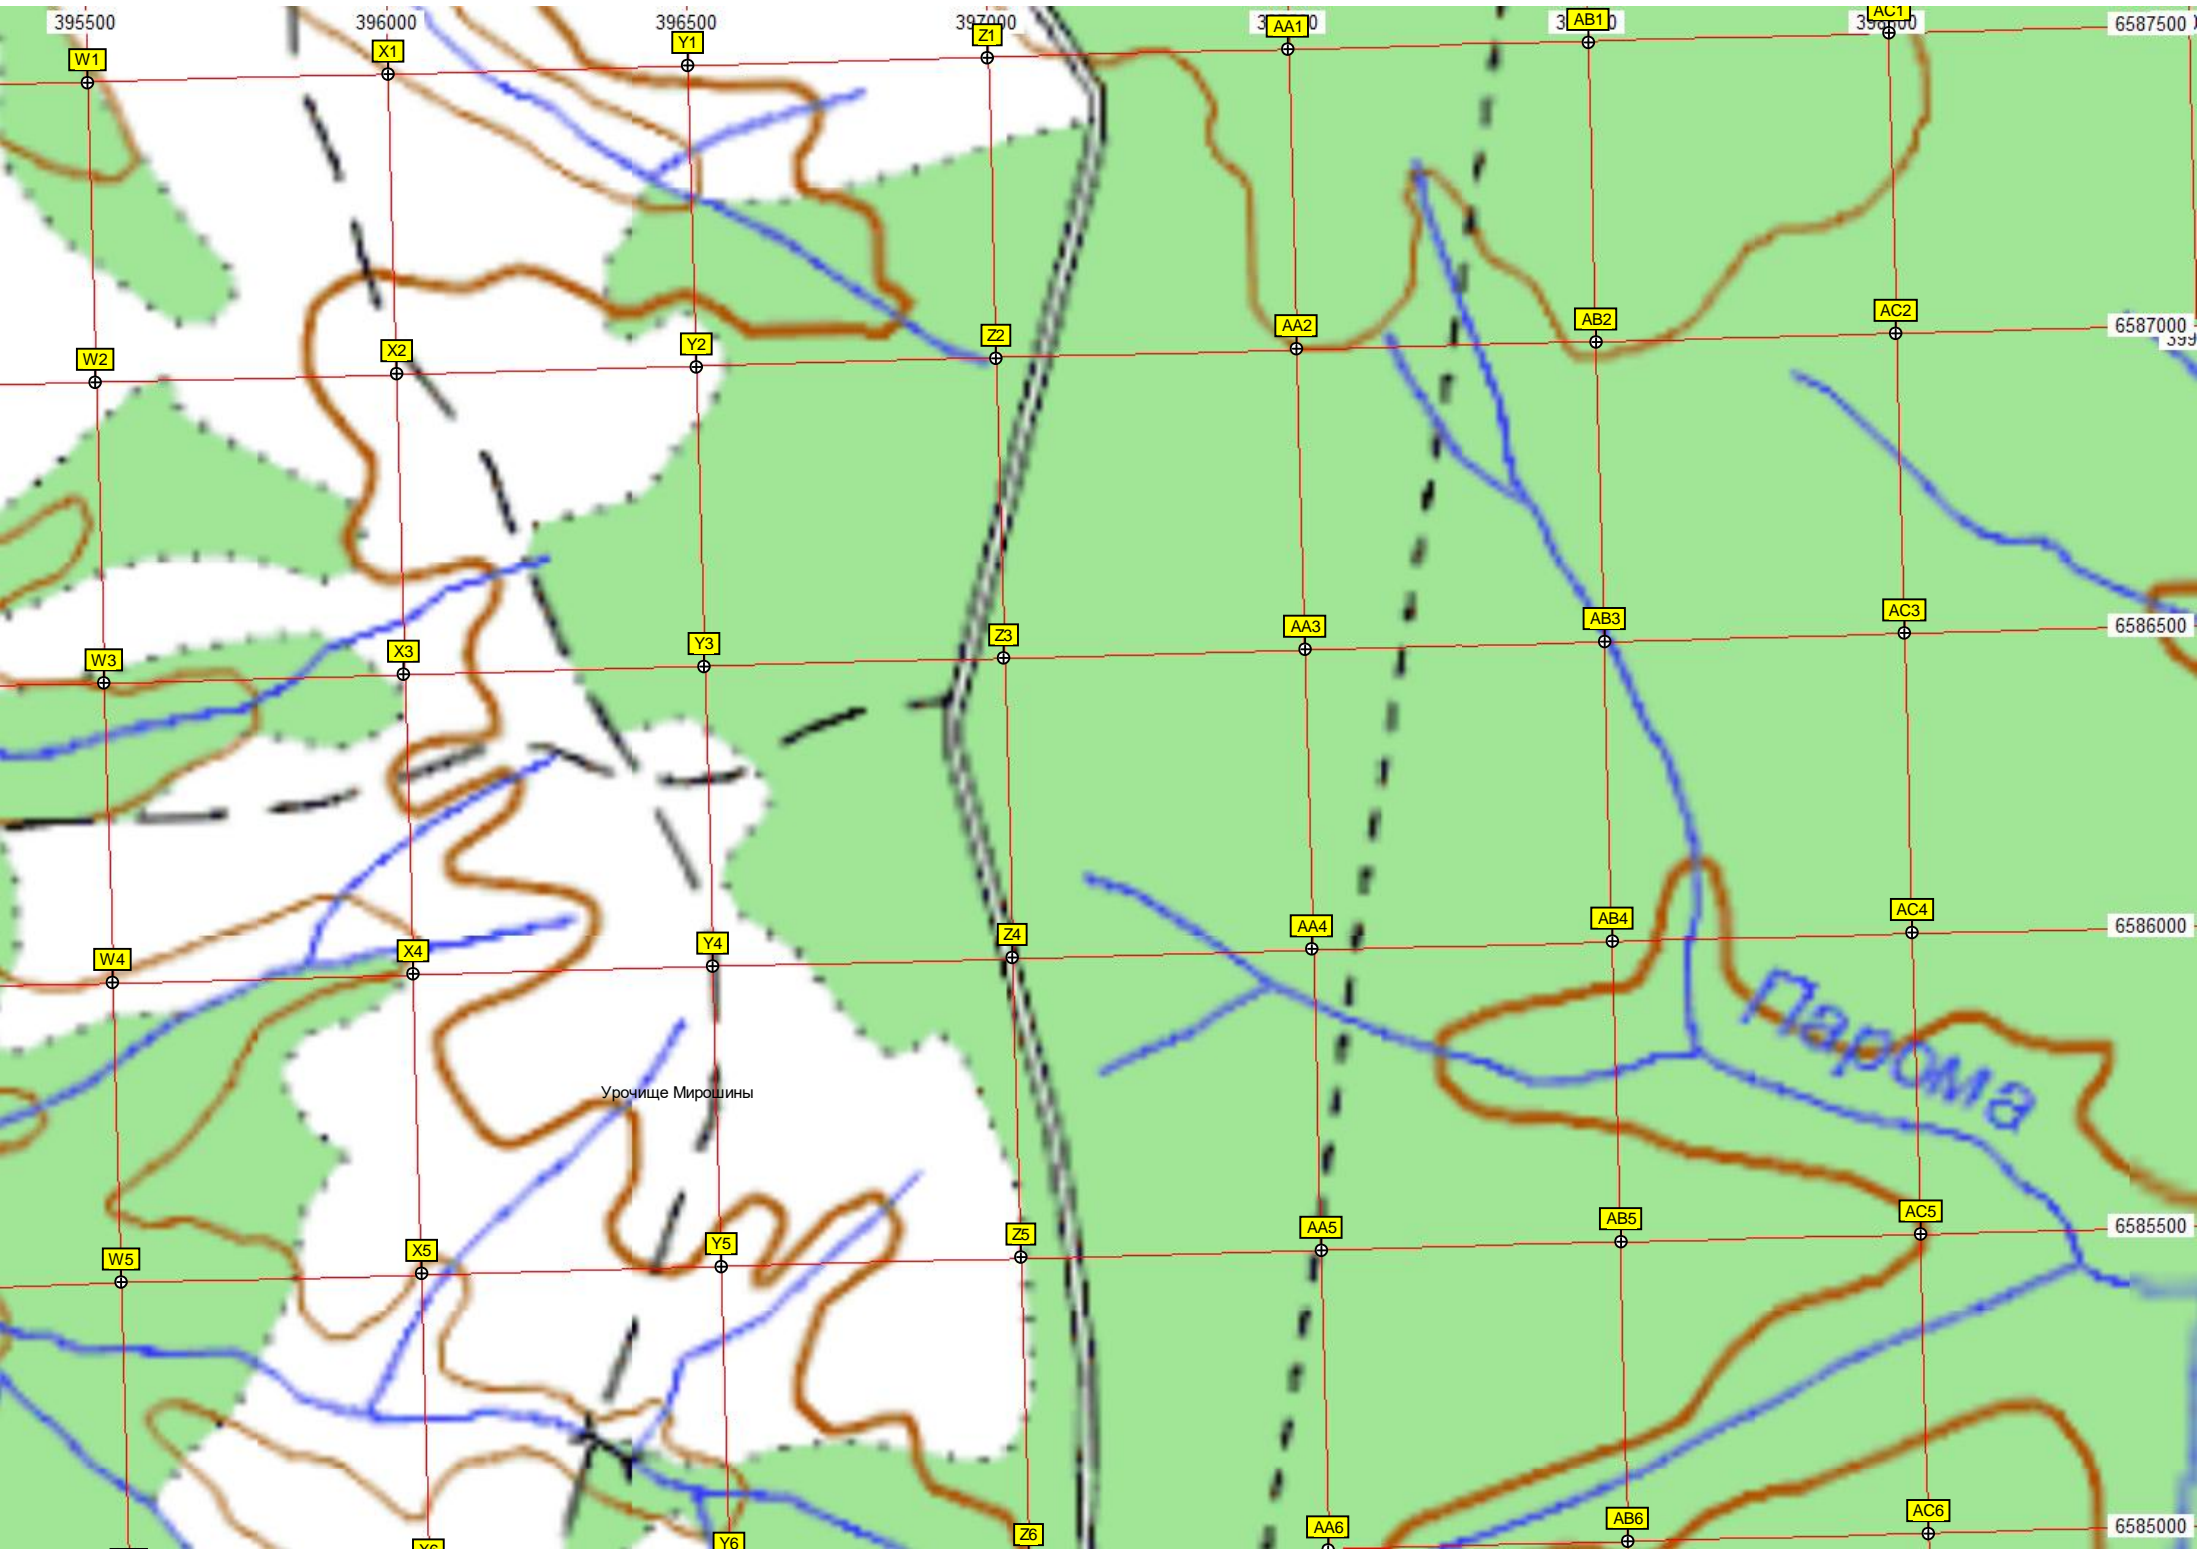 395500 396000 396500 397000
6587500
W1 X1 Y1 Z1 AA1 AB1 AC1
6587000
W2 X2 Y2 Z2 AA2 AB2 AC2
6586500
W3 X3 Y3 Z3 AA3 AB3 AC3
6586000
W4 X4 Y4 Z4 AA4 AB4 AC4
Парома
Урочище Мирошины
6585500
W5 X5 Y5 Z5 AA5 AB5 AC5
6585000
Y6 Z6 AA6 AB6 AC6